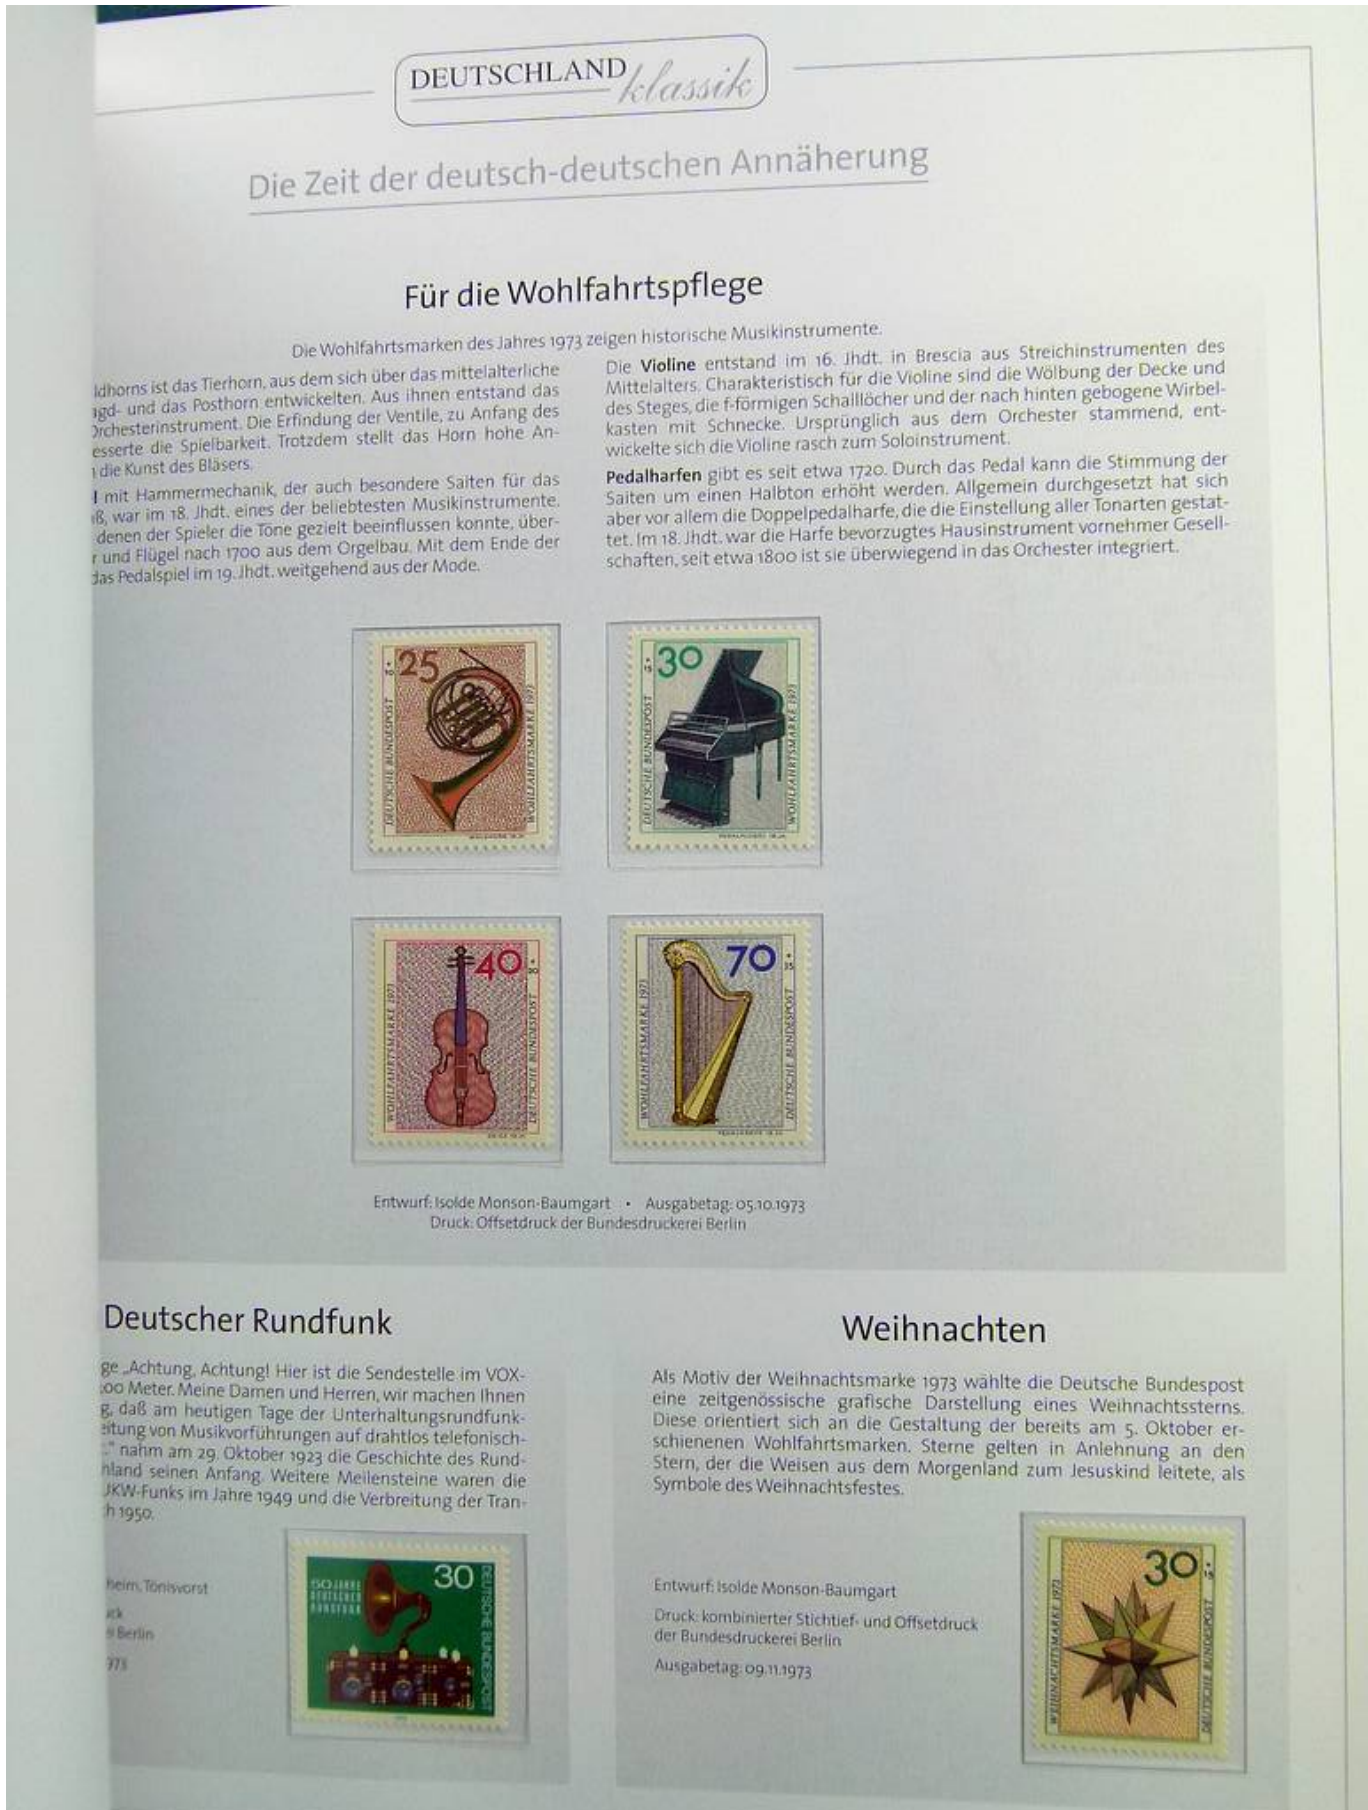 DEUTSCHLAND klassik
Die Zeit der deutsch-deutschen Annäherung
Für die Wohlfahrtspflege
Die Wohlfahrtsmarken des Jahres 1973 zeigen historische Musikinstrumente.
ldhorns ist das Tierhorn, aus dem sich über das mittelalterliche
agd- und das Posthorn entwickelten. Aus ihnen entstand das
Orchesterinstrument. Die Erfindung der Ventile, zu Anfang des
esserte die Spielbarkeit. Trotzdem stellt das Horn hohe An-
die Kunst des Bläsers.
l mit Hammermechanik, der auch besondere Saiten für das
ß, war im 18. Jhdt. eines der beliebtesten Musikinstrumente.
denen der Spieler die Töne gezielt beeinflussen konnte, über-
r und Flügel nach 1700 aus dem Orgelbau. Mit dem Ende der
das Pedalspiel im 19. Jhdt. weitgehend aus der Mode.
Die Violine entstand im 16. Jhdt. in Brescia aus Streichinstrumenten des
Mittelalters. Charakteristisch für die Violine sind die Wölbung der Decke und
des Steges, die f-förmigen Schallöcher und der nach hinten gebogene Wirbel-
kasten mit Schnecke. Ursprünglich aus dem Orchester stammend, ent-
wickelte sich die Violine rasch zum Soloinstrument.
Pedalharfen gibt es seit etwa 1720. Durch das Pedal kann die Stimmung der
Saiten um einen Halbton erhöht werden. Allgemein durchgesetzt hat sich
aber vor allem die Doppelpedalharfe, die die Einstellung aller Tonarten gestat-
tet. Im 18. Jhdt. war die Harfe bevorzugtes Hausinstrument vornehmer Gesell-
schaften, seit etwa 1800 ist sie überwiegend in das Orchester integriert.
25
DEUTSCHE BUNDESPOST
WOHLFAHRTSMARKE 1973
30
+15
DEUTSCHE BUNDESPOST
WOHLFAHRTSMARKE 1973
40
WOHLFAHRTSMARKE 1973
DEUTSCHE BUNDESPOST
70
+35
WOHLFAHRTSMARKE 1973
DEUTSCHE BUNDESPOST
Entwurf: Isolde Monson-Baumgart • Ausgabetag: 05.10.1973
Druck: Offsetdruck der Bundesdruckerei Berlin
Deutscher Rundfunk
ge „Achtung, Achtung! Hier ist die Sendestelle im VOX-
00 Meter. Meine Damen und Herren, wir machen Ihnen
g, daß am heutigen Tage der Unterhaltungsrundfunk-
eitung von Musikvorführungen auf drahtlos telefonisch-
..." nahm am 29. Oktober 1923 die Geschichte des Rund-
hland seinen Anfang. Weitere Meilensteine waren die
UKW-Funks im Jahre 1949 und die Verbreitung der Tran-
h 1950.
heim, Tönisvorst
uck
ei Berlin
973
50 JAHRE
DEUTSCHER
RUNDFUNK
30
DEUTSCHE BUNDESPOST
Weihnachten
Als Motiv der Weihnachtsmarke 1973 wählte die Deutsche Bundespost
eine zeitgenössische grafische Darstellung eines Weihnachtssterns.
Diese orientiert sich an die Gestaltung der bereits am 5. Oktober er-
schienenen Wohlfahrtsmarken. Sterne gelten in Anlehnung an den
Stern, der die Weisen aus dem Morgenland zum Jesuskind leitete, als
Symbole des Weihnachtsfestes.
Entwurf: Isolde Monson-Baumgart
Druck: kombinierter Stichtief- und Offsetdruck
der Bundesdruckerei Berlin
Ausgabetag: 09.11.1973
30
+15
WEIHNACHTSMARKE 1973
DEUTSCHE BUNDESPOST